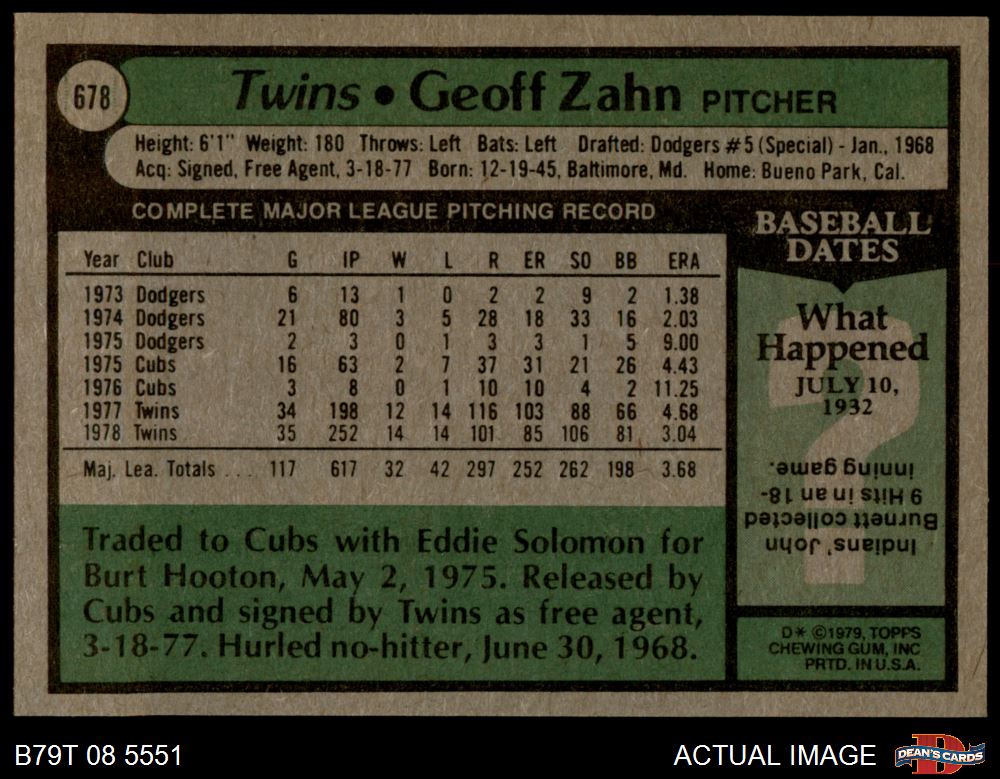 678
Twins • Geoff Zahn PITCHER
Height: 6'1" Weight: 180 Throws: Left Bats: Left Drafted: Dodgers #5 (Special) - Jan., 1968
Acq: Signed, Free Agent, 3-18-77 Born: 12-19-45, Baltimore, Md. Home: Bueno Park, Cal.
COMPLETE MAJOR LEAGUE PITCHING RECORD
Year Club G IP W L R ER SO BB ERA
1973 Dodgers 6 13 1 0 2 2 9 2 1.38
1974 Dodgers 21 80 3 5 28 18 33 16 2.03
1975 Dodgers 2 3 0 1 3 3 1 5 9.00
1975 Cubs 16 63 2 7 37 31 21 26 4.43
1976 Cubs 3 8 0 1 10 10 4 2 11.25
1977 Twins 34 198 12 14 116 103 88 66 4.68
1978 Twins 35 252 14 14 101 85 106 81 3.04
Maj. Lea. Totals ... 117 617 32 42 297 252 262 198 3.68
Traded to Cubs with Eddie Solomon for
Burt Hooton, May 2, 1975. Released by
Cubs and signed by Twins as free agent,
3-18-77. Hurled no-hitter, June 30, 1968.
BASEBALL
DATES
What
Happened
JULY 10,
1932
Indians' John
Burnett collected
9 Hits in an 18-
inning game.
D* ©1979, TOPPS
CHEWING GUM, INC
PRTD. IN U.S.A.
B79T 08 5551
ACTUAL IMAGE
D
DEAN'S CARDS